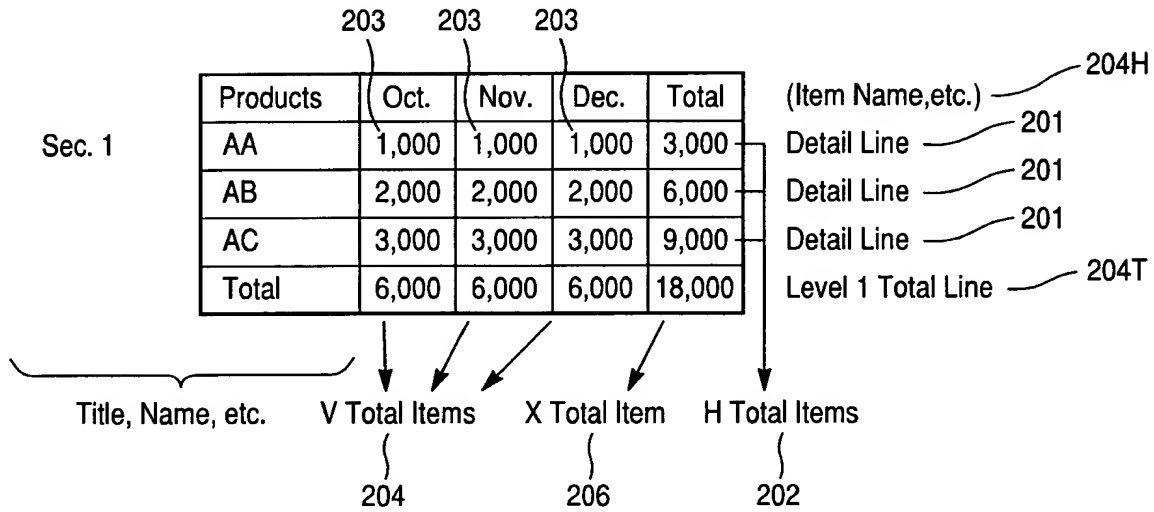 203 203 203
204H
Products Oct. Nov. Dec. Total (Item Name,etc.)
201
Sec. 1 AA 1,000 1,000 1,000 3,000 Detail Line
201
AB 2,000 2,000 2,000 6,000 Detail Line
201
AC 3,000 3,000 3,000 9,000 Detail Line
204T
Total 6,000 6,000 6,000 18,000 Level 1 Total Line
Title, Name, etc. V Total Items X Total Item H Total Items
204 206 202